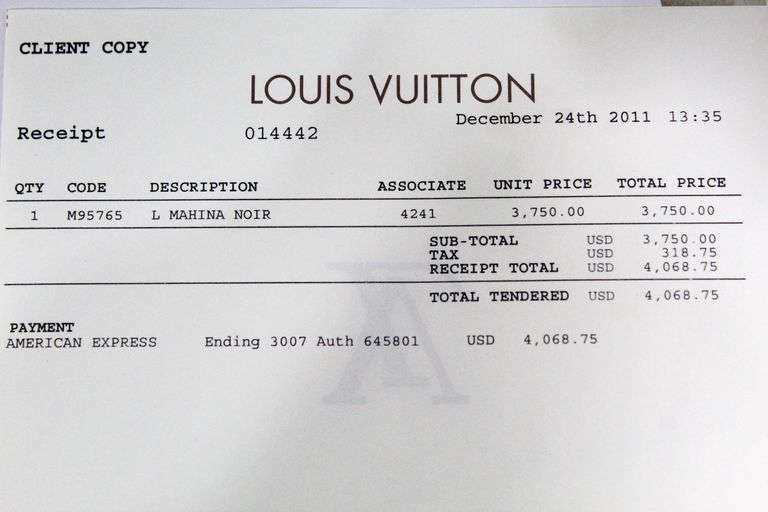 CLIENT COPY
LOUIS VUITTON
December 24th 2011 13:35
Receipt 014442
QTY CODE DESCRIPTION ASSOCIATE UNIT PRICE TOTAL PRICE
1 M95765 L MAHINA NOIR 4241 3,750.00 3,750.00
SUB-TOTAL USD 3,750.00
TAX USD 318.75
RECEIPT TOTAL USD 4,068.75
TOTAL TENDERED USD 4,068.75
PAYMENT
AMERICAN EXPRESS Ending 3007 Auth 645801 USD 4,068.75